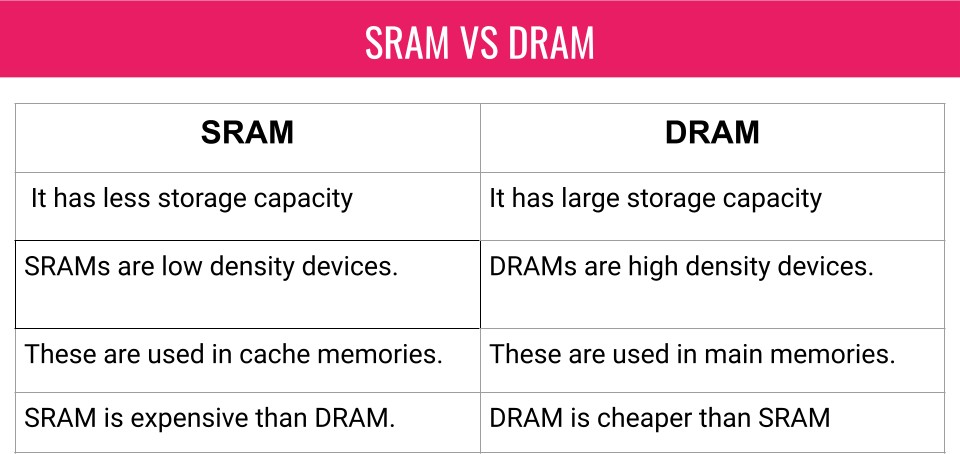 SRAM VS DRAM
SRAM
DRAM
It has less storage capacity
It has large storage capacity
SRAMs are low density devices.
DRAMs are high density devices.
These are used in cache memories.
These are used in main memories.
SRAM is expensive than DRAM.
DRAM is cheaper than SRAM